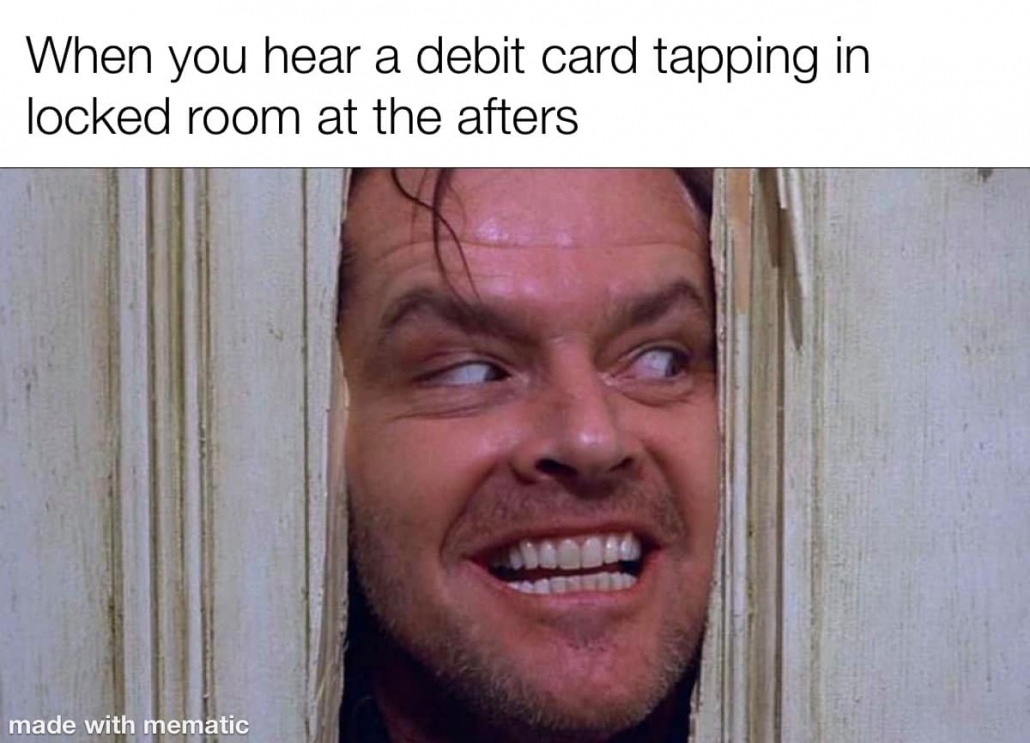 When you hear a debit card tapping in
locked room at the afters
made with mematic